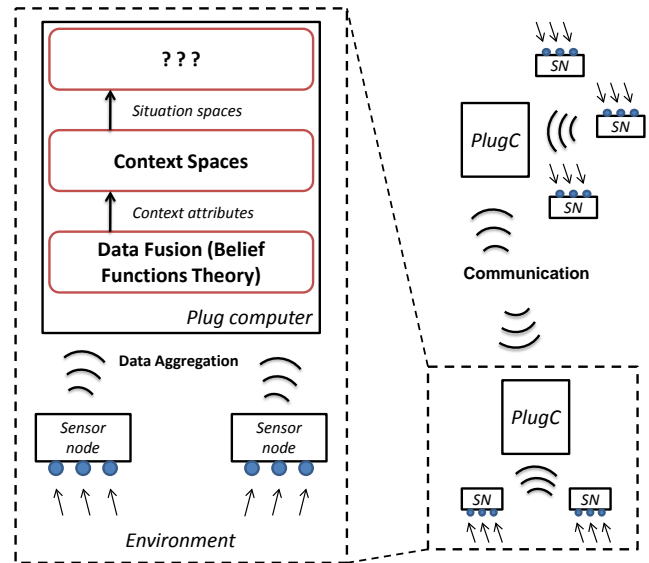 ? ? ?
Situation spaces
Context Spaces
Context attributes
Data Fusion (Belief
Functions Theory)
Plug computer
Data Aggregation
Sensor
node
Sensor
node
Environment
SN
PlugC
SN
SN
Communication
PlugC
SN
SN